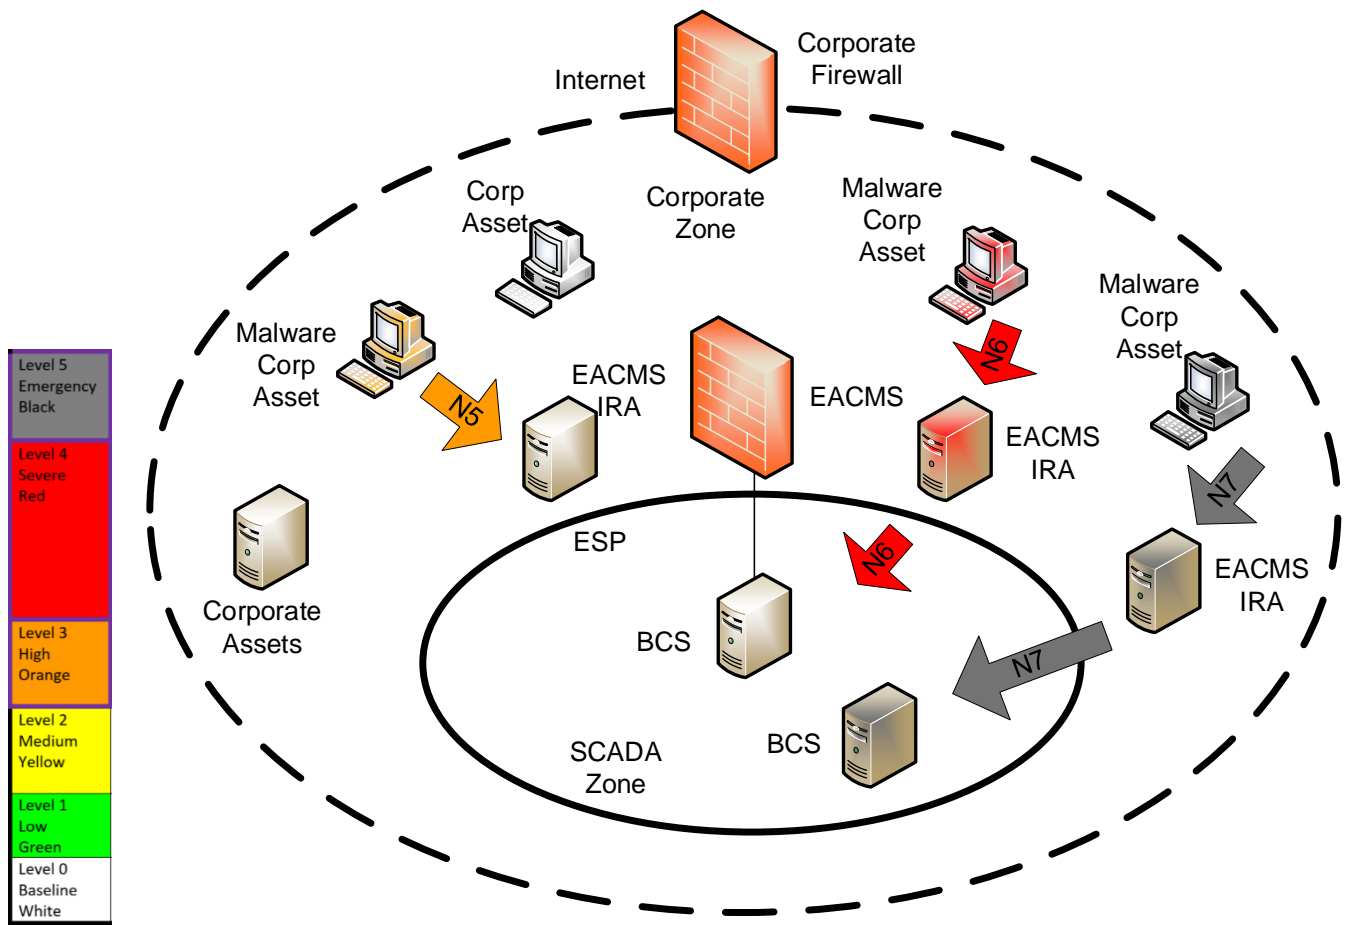 Corporate
Firewall
Internet
Corporate
Zone
Corp
Asset
Malware
Corp
Asset
Malware
Corp
Asset
Malware
Corp
Asset
N5
EACMS
IRA
EACMS
N6
EACMS
IRA
N7
ESP
N6
EACMS
IRA
Corporate
Assets
BCS
N7
BCS
SCADA
Zone
Level 5
Emergency
Black
Level 4
Severe
Red
Level 3
High
Orange
Level 2
Medium
Yellow
Level 1
Low
Green
Level 0
Baseline
White